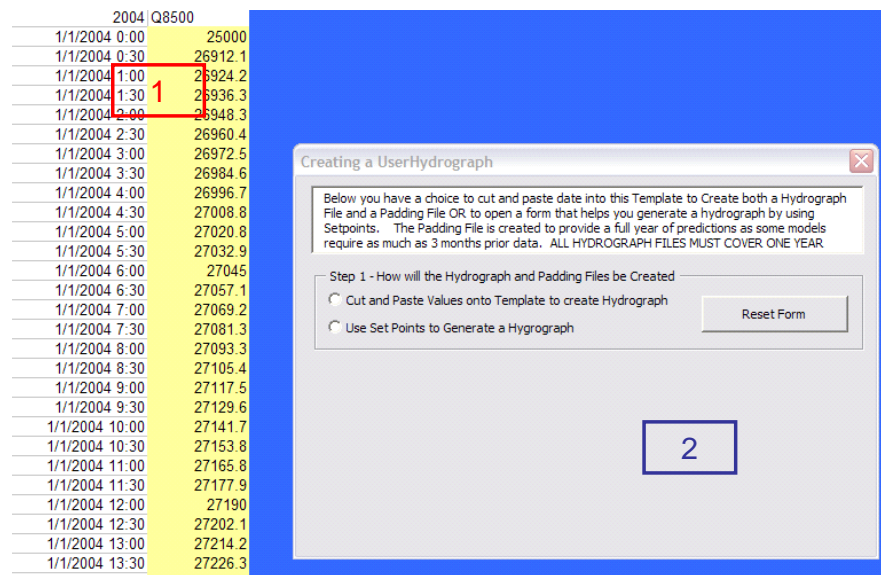 2004 Q8500
1/1/2004 0:00 25000
1/1/2004 0:30 26912.1
1/1/2004 1:00 26924.2
1/1/2004 1:30 26936.3
1
1/1/2004 2:00 26948.3
1/1/2004 2:30 26960.4
1/1/2004 3:00 26972.5
1/1/2004 3:30 26984.6
1/1/2004 4:00 26996.7
1/1/2004 4:30 27008.8
1/1/2004 5:00 27020.8
1/1/2004 5:30 27032.9
1/1/2004 6:00 27045
1/1/2004 6:30 27057.1
1/1/2004 7:00 27069.2
1/1/2004 7:30 27081.3
1/1/2004 8:00 27093.3
1/1/2004 8:30 27105.4
1/1/2004 9:00 27117.5
1/1/2004 9:30 27129.6
1/1/2004 10:00 27141.7
1/1/2004 10:30 27153.8
1/1/2004 11:00 27165.8
1/1/2004 11:30 27177.9
1/1/2004 12:00 27190
1/1/2004 12:30 27202.1
1/1/2004 13:00 27214.2
1/1/2004 13:30 27226.3
Creating a UserHydrograph
Below you have a choice to cut and paste date into this Template to Create both a Hydrograph
File and a Padding File OR to open a form that helps you generate a hydrograph by using
Setpoints. The Padding File is created to provide a full year of predictions as some models
require as much as 3 months prior data. ALL HYDROGRAPH FILES MUST COVER ONE YEAR
Step 1 - How will the Hydrograph and Padding Files be Created
Cut and Paste Values onto Template to create Hydrograph
Use Set Points to Generate a Hygrograph
Reset Form
2